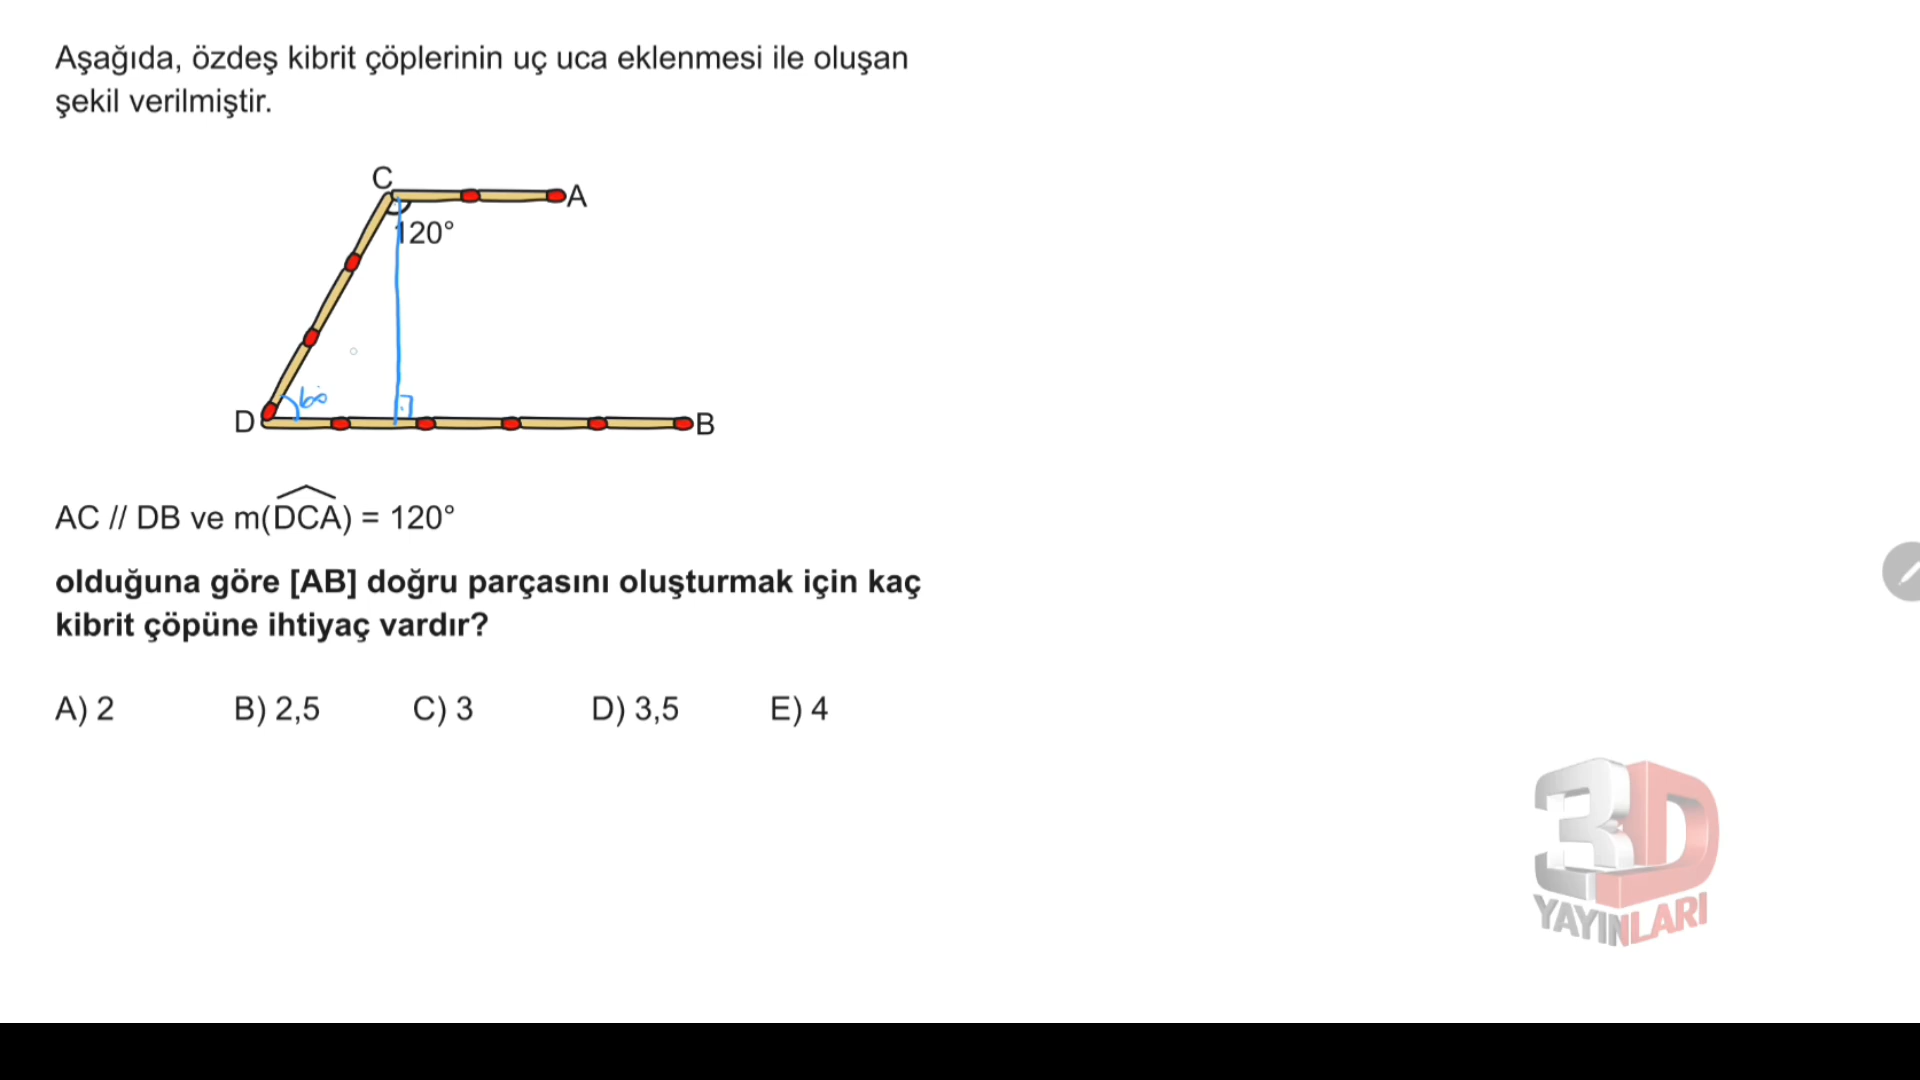 Aşağıda, özdeş kibrit çöplerinin uç uca eklenmesi ile oluşan
şekil verilmiştir.
C
A
120°
60
D
B
AC // DB ve m(DCA) = 120°
olduğuna göre [AB] doğru parçasını oluşturmak için kaç
kibrit çöpüne ihtiyaç vardır?
A) 2 B) 2,5 C) 3 D) 3,5 E) 4
3D
YAYINLARI